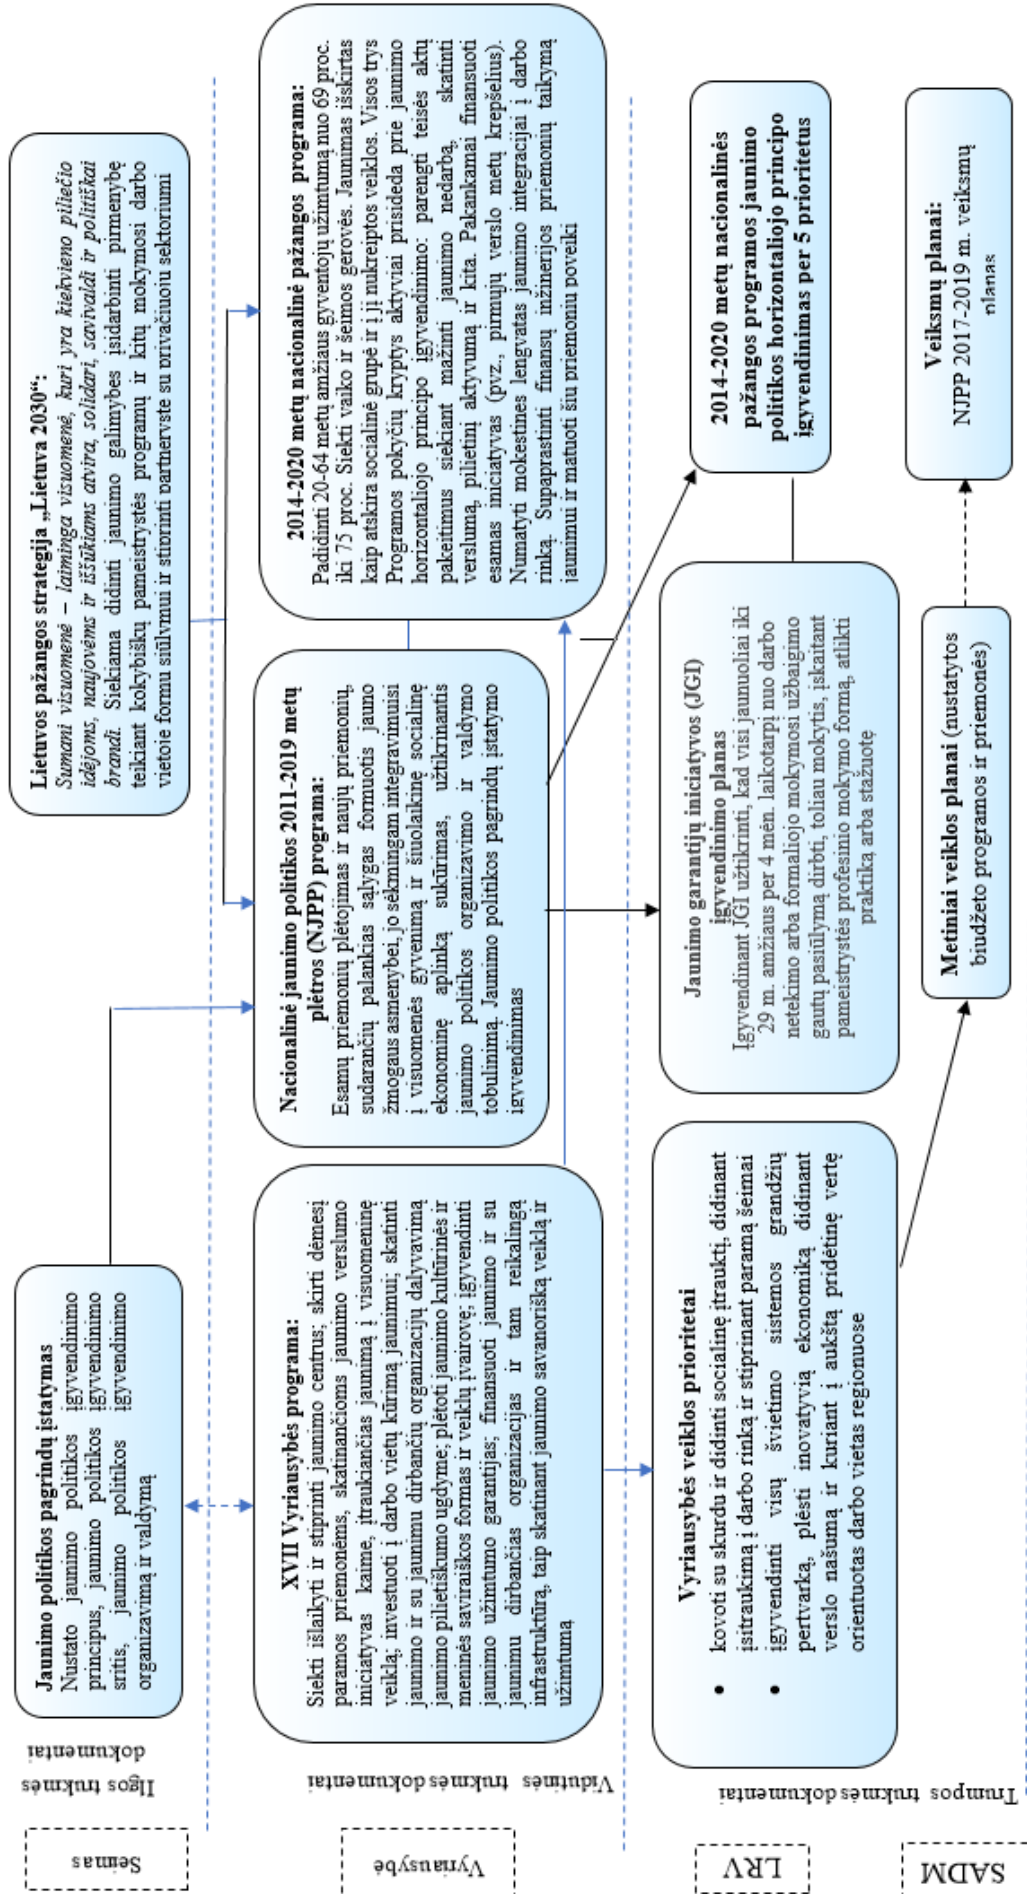 Seimas
Ilgos trukmės
dokumentai
Jaunimo politikos pagrindų įstatymas
Nustato jaunimo politikos įgyvendinimo
principus, jaunimo politikos įgyvendinimo
sritis, jaunimo politikos įgyvendinimo
organizavimą ir valdymą
Lietuvos pažangos strategija „Lietuva 2030“:
Sumani visuomenė – laiminga visuomenė, kuri yra kiekvieno piliečio
idėjoms, naujovėms ir iššūkiams atvira, solidari, savivaldi ir politiškai
brandi. Siekiama didinti jaunimo galimybes įsidarbinti pirmenybę
teikiant kokybiškų pameistrystės programų ir kitų mokymosi darbo
vietoje formų siūlymui ir stiprinti partnerystę su privačiuoju sektoriumi
Vyriausybė
Vidutinės trukmės dokumentai
XVII Vyriausybės programa:
Siekti išlaikyti ir stiprinti jaunimo centrus; skirti dėmesį
paramos priemonėms, skatinančioms jaunimo verslumo
iniciatyvas kaime, įtraukiančias jaunimą į visuomeninę
veiklą; investuoti į darbo vietų kūrimą jaunimui; skatinti
jaunimo ir su jaunimu dirbančių organizacijų dalyvavimą
jaunimo pilietiškumo ugdyme; plėtoti jaunimo kultūrinės ir
meninės saviraiškos formas ir veiklų įvairovę; įgyvendinti
jaunimo užimtumo garantijas; finansuoti jaunimo ir su
jaunimu dirbančias organizacijas ir tam reikalingą
infrastruktūrą, taip skatinant jaunimo savanorišką veiklą ir
užimtumą
Nacionalinė jaunimo politikos 2011-2019 metų
plėtros (NJPP) programa:
Esamų priemonių plėtojimas ir naujų priemonių,
sudarančių palankias sąlygas formuotis jauno
žmogaus asmenybei, jo sėkmingam integravimuisi
į visuomenės gyvenimą ir šiuolaikinę socialinę
ekonominę aplinką sukūrimas, užtikrinantis
jaunimo politikos organizavimo ir valdymo
tobulinimą. Jaunimo politikos pagrindų įstatymo
įgyvendinimas
2014-2020 metų nacionalinė pažangos programa:
Padidinti 20-64 metų amžiaus gyventojų užimtumą nuo 69 proc.
iki 75 proc. Siekti vaiko ir šeimos gerovės. Jaunimas išskirtas
kaip atskira socialinė grupė ir į jį nukreiptos veiklos. Visos trys
Programos pokyčių kryptys aktyviai prisideda prie jaunimo
horizontaliojo principo įgyvendinimo: parengti teisės aktų
pakeitimus siekiant mažinti jaunimo nedarbą, skatinti
verslumą, pilietinį aktyvumą ir kita. Pakankamai finansuoti
esamas iniciatyvas (pvz., pirmųjų verslo metų krepšelius).
Numatyti mokestines lengvatas jaunimo integracijai į darbo
rinką. Supaprastinti finansų inžinerijos priemonių taikymą
jaunimui ir matuoti šių priemonių poveikį
LRV
Trumpos trukmės dokumentai
Vyriausybės veiklos prioritetai
• kovoti su skurdu ir didinti socialinę įtrauktį, didinant
įsitraukimą į darbo rinką ir stiprinant paramą šeimai
• įgyvendinti visų švietimo sistemos grandžių
pertvarką, plėsti inovatyvią ekonomiką didinant
verslo našumą ir kuriant į aukštą pridėtinę vertę
orientuotas darbo vietas regionuose
Jaunimo garantijų iniciatyvos (JGI)
įgyvendinimo planas
Įgyvendinant JGI užtikrinti, kad visi jaunuoliai iki
29 m. amžiaus per 4 mėn. laikotarpį nuo darbo
netekimo arba formaliojo mokymosi užbaigimo
gautų pasiūlymą dirbti, toliau mokytis, įskaitant
pameistrystės profesinio mokymo formą, atlikti
praktiką arba stažuotę
2014-2020 metų nacionalinės
pažangos programos jaunimo
politikos horizontaliojo principo
įgyvendinimas per 5 prioritetus
SADM
Metiniai veiklos planai (nustatytos
biudžeto programos ir priemonės)
Veiksmų planai:
NJPP 2017-2019 m. veiksmų
planas